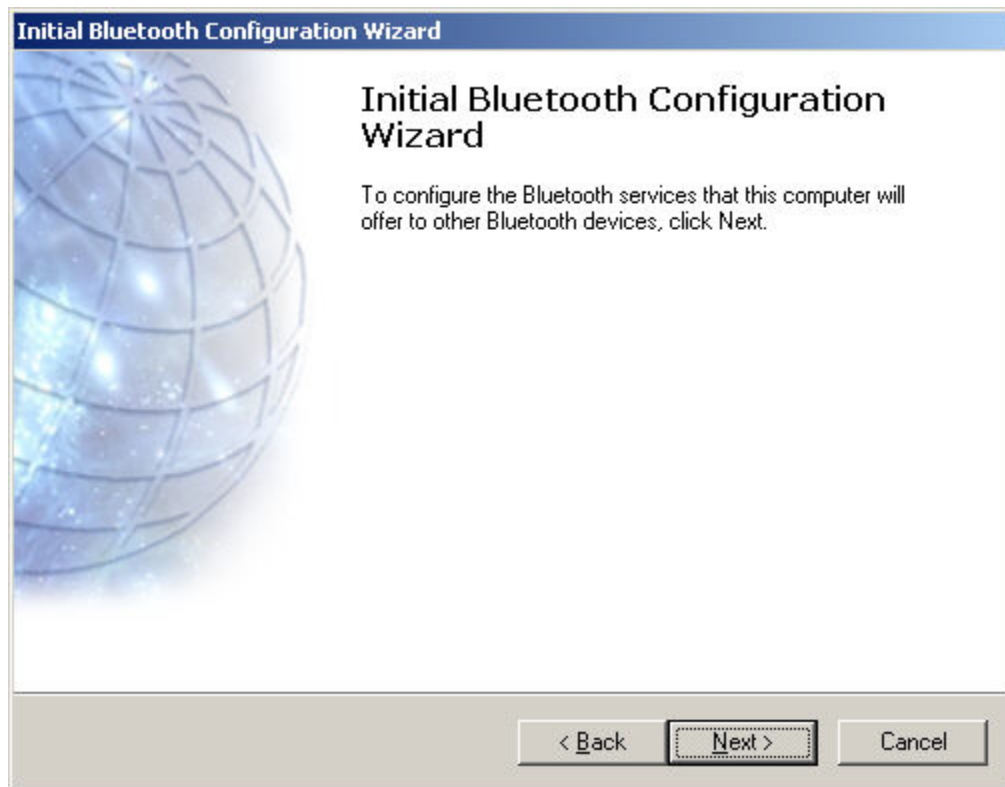 Initial Bluetooth Configuration Wizard
Initial Bluetooth Configuration
Wizard
To configure the Bluetooth services that this computer will
offer to other Bluetooth devices, click Next.
< Back
Next >
Cancel